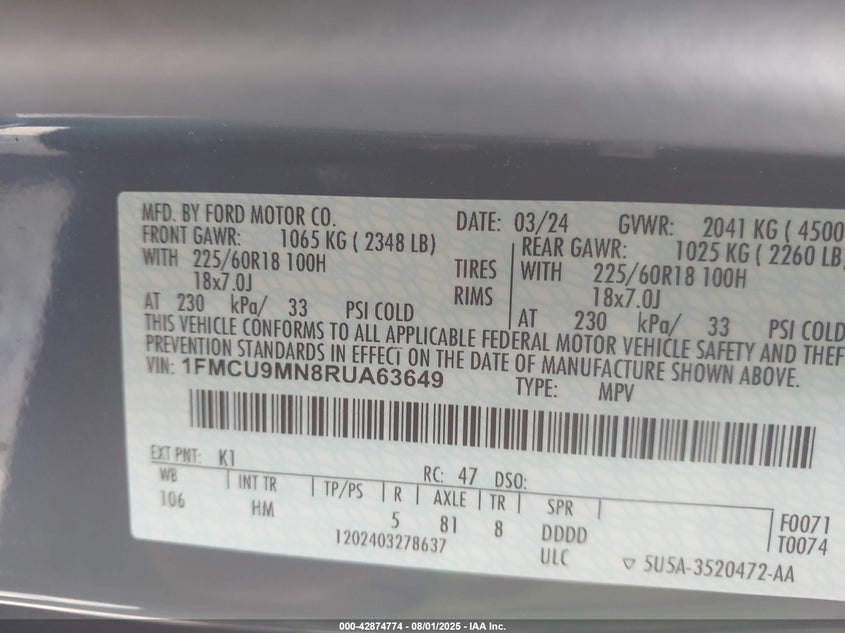 MFD. BY FORD MOTOR CO. DATE: 03/24 GVWR: 2041 KG ( 4500
FRONT GAWR: 1065 KG ( 2348 LB) REAR GAWR: 1025 KG ( 2260 LB)
WITH 225/60R18 100H TIRES WITH 225/60R18 100H
18x7.0J RIMS 18x7.0J
AT 230 kPa/ 33 PSI COLD AT 230 kPa/ 33 PSI COLD
THIS VEHICLE CONFORMS TO ALL APPLICABLE FEDERAL MOTOR VEHICLE SAFETY AND THEF
PREVENTION STANDARDS IN EFFECT ON THE DATE OF MANUFACTURE SHOWN ABOVE.
VIN: 1FMCU9MN8RUA63649 TYPE: MPV
EXT PNT: K1 RC: 47 DSO:
WB INT TR TP/PS R AXLE TR SPR
106 HM 5 81 8 DDDD F0071
1202403278637 ULC T0074
▽ 5U5A-3520472-AA
000-42874774 - 08/01/2025 - IAA Inc.